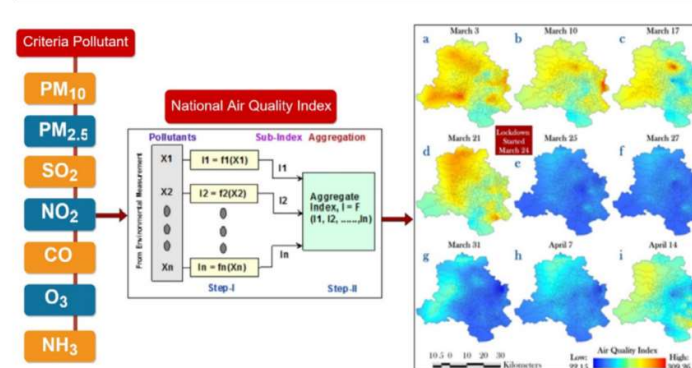 Criteria Pollutant
PM10
PM2.5
SO2
NO2
CO
O3
NH3
National Air Quality Index
Pollutants
Sub-Index
Aggregation
From Environmental Measurement
X1
I1 = f1(X1)
I1
X2
I2 = f2(X2)
I2
Aggregate
Index, I = F
(I1, I2, ......,In)
Xn
In = fn(Xn)
In
Step-I
Step-II
March 3
March 10
March 17
a
b
c
March 21
Lockdown
Started
March 24
March 25
March 27
d
e
f
March 31
April 7
April 14
g
h
i
10 5 0 10 20 30
Kilometers
Air Quality Index
Low:
High: